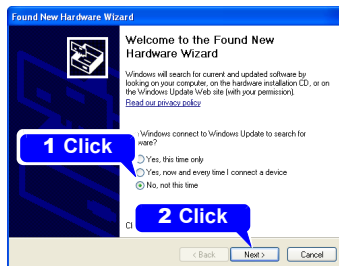 Found New Hardware Wizard
Welcome to the Found New
Hardware Wizard
Windows will search for current and updated software by
looking on your computer, on the hardware installation CD, or on
the Windows Update Web site (with your permission).
Read our privacy policy
Windows connect to Windows Update to search for
ware?
1 Click
Yes, this time only
Yes, now and every time I connect a device
No, not this time
2 Click
Cl
< Back
Next >
Cancel